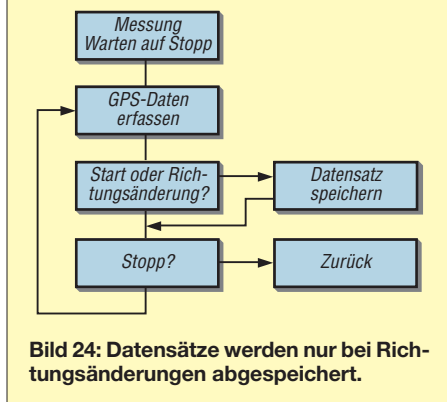 Messung
Warten auf Stopp
GPS-Daten
erfassen
Start oder Rich-
tungsänderung?
Datensatz
speichern
Stopp?
Zurück
Bild 24: Datensätze werden nur bei Rich-
tungsänderungen abgespeichert.